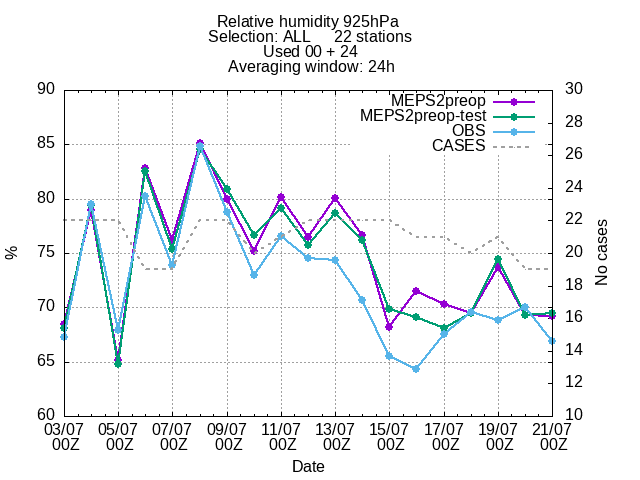 Relative humidity 925hPa
Selection: ALL 22 stations
Used 00 + 24
Averaging window: 24h
90 30
MEPS2preop
28
MEPS2preop-test
OBS
85 CASES
26
24
80
22
% 75 20 No cases
18
70
16
65 14
12
60 10
03/07 05/07 07/07 09/07 11/07 13/07 15/07 17/07 19/07 21/07
00Z 00Z 00Z 00Z 00Z 00Z 00Z 00Z 00Z 00Z
Date